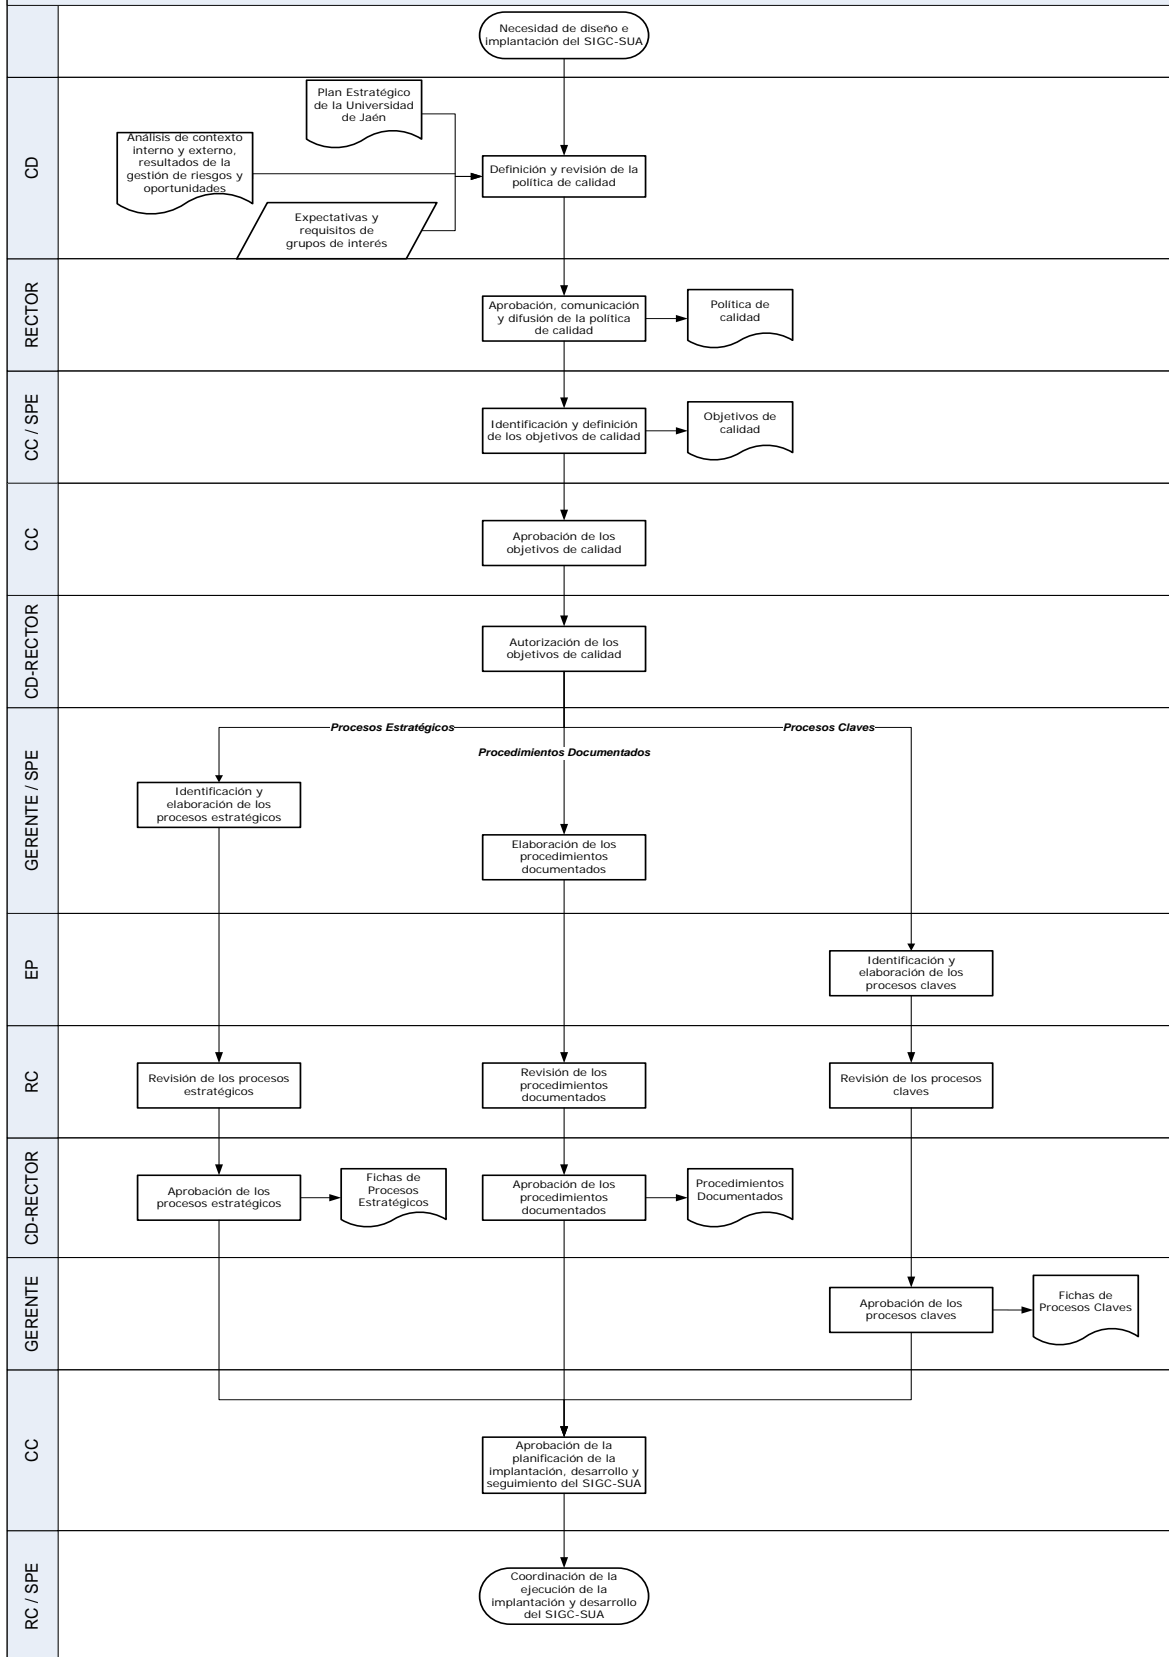 Necesidad de diseño e
implantación del SIGC-SUA
CD
Plan Estratégico
de la Universidad
de Jaén
Análisis de contexto
interno y externo,
resultados de la
gestión de riesgos y
oportunidades
Definición y revisión de la
política de calidad
Expectativas y
requisitos de
grupos de interés
RECTOR
Aprobación, comunicación
y difusión de la política
de calidad
Política de
calidad
CC / SPE
Identificación y definición
de los objetivos de calidad
Objetivos de
calidad
CC
Aprobación de los
objetivos de calidad
CD-RECTOR
Autorización de los
objetivos de calidad
GERENTE / SPE
Procesos Estratégicos
Procesos Claves
Procedimientos Documentados
Identificación y
elaboración de los
procesos estratégicos
Elaboración de los
procedimientos
documentados
EP
Identificación y
elaboración de los
procesos claves
RC
Revisión de los procesos
estratégicos
Revisión de los
procedimientos
documentados
Revisión de los procesos
claves
CD-RECTOR
Aprobación de los
procesos estratégicos
Fichas de
Procesos
Estratégicos
Aprobación de los
procedimientos
documentados
Procedimientos
Documentados
GERENTE
Aprobación de los
procesos claves
Fichas de
Procesos Claves
CC
Aprobación de la
planificación de la
implantación, desarrollo y
seguimiento del SIGC-SUA
RC / SPE
Coordinación de la
ejecución de la
implantación y desarrollo
del SIGC-SUA